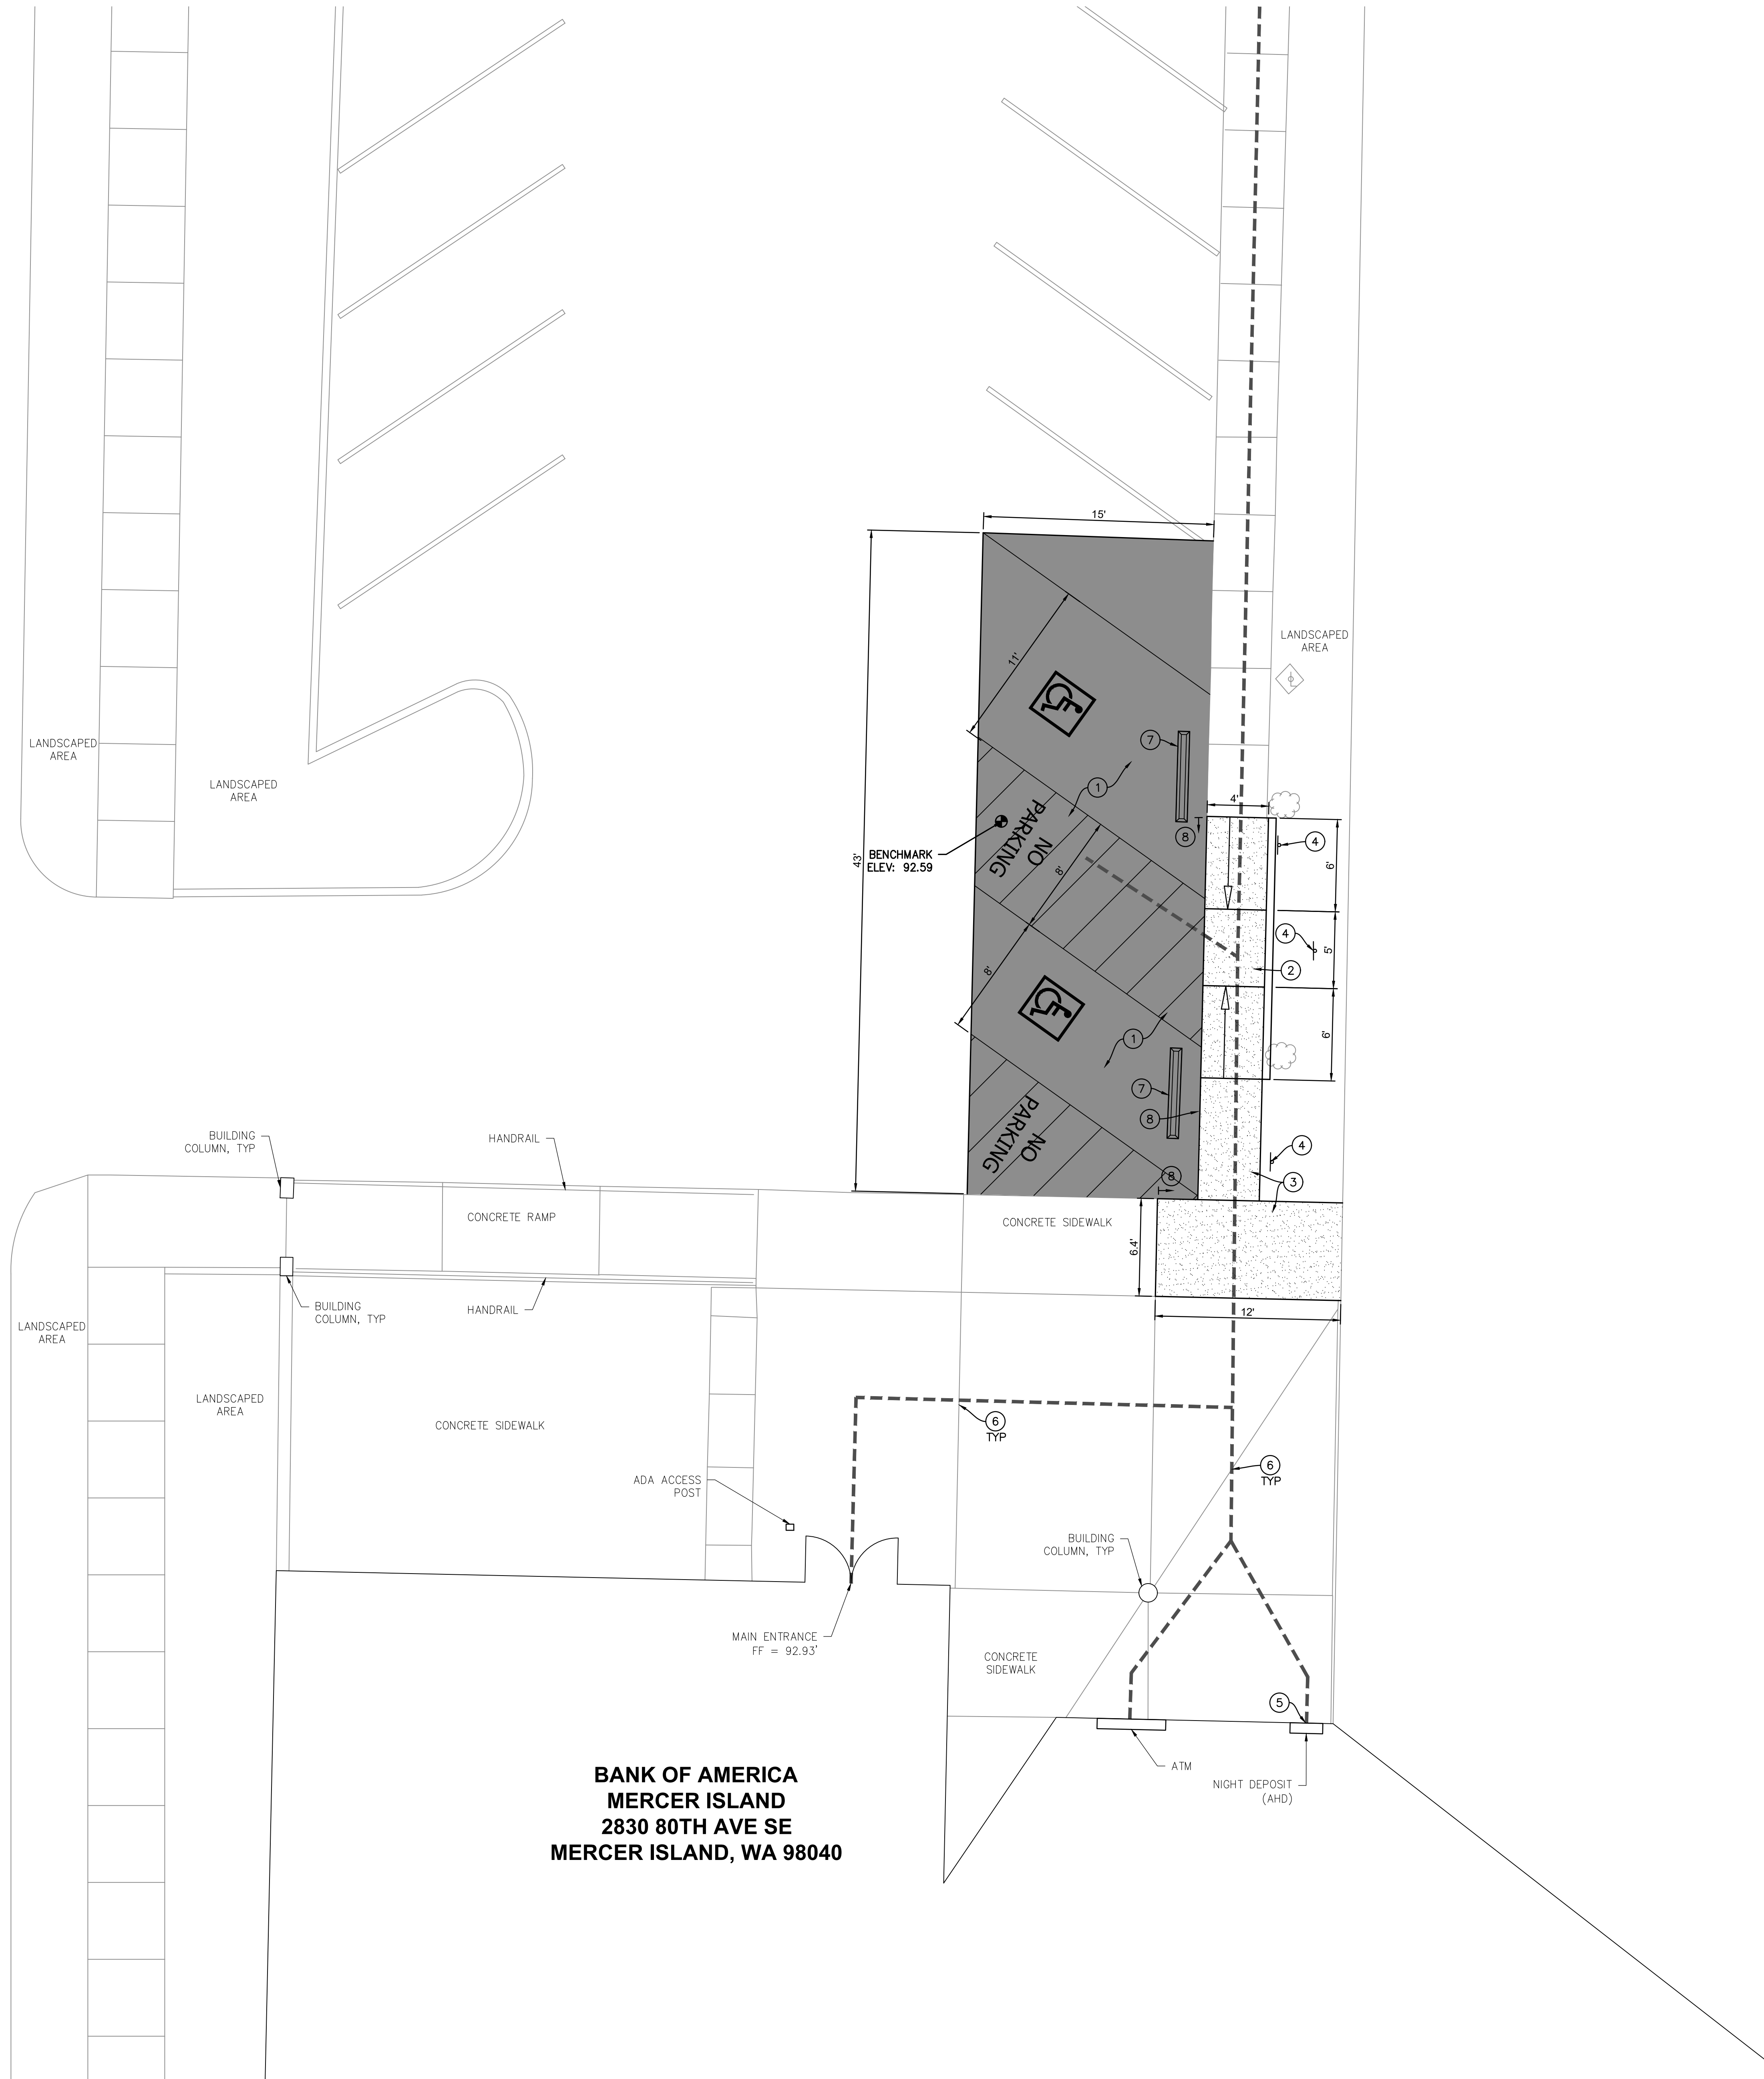 15'
11'
LANDSCAPED
AREA
LANDSCAPED
AREA
LANDSCAPED
AREA
7
1
4'
NO
PARKING
8
4
6'
43'
BENCHMARK
ELEV: 92.59
8'
4
5'
2
8'
6'
1
7
8
NO
PARKING
4
8
3
BUILDING
COLUMN, TYP
HANDRAIL
CONCRETE RAMP
CONCRETE SIDEWALK
6.4'
12'
BUILDING
COLUMN, TYP
HANDRAIL
LANDSCAPED
AREA
LANDSCAPED
AREA
CONCRETE SIDEWALK
6
TYP
6
TYP
ADA ACCESS
POST
BUILDING
COLUMN, TYP
MAIN ENTRANCE
FF = 92.93'
CONCRETE
SIDEWALK
5
ATM
NIGHT DEPOSIT
(AHD)
BANK OF AMERICA
MERCER ISLAND
2830 80TH AVE SE
MERCER ISLAND, WA 98040